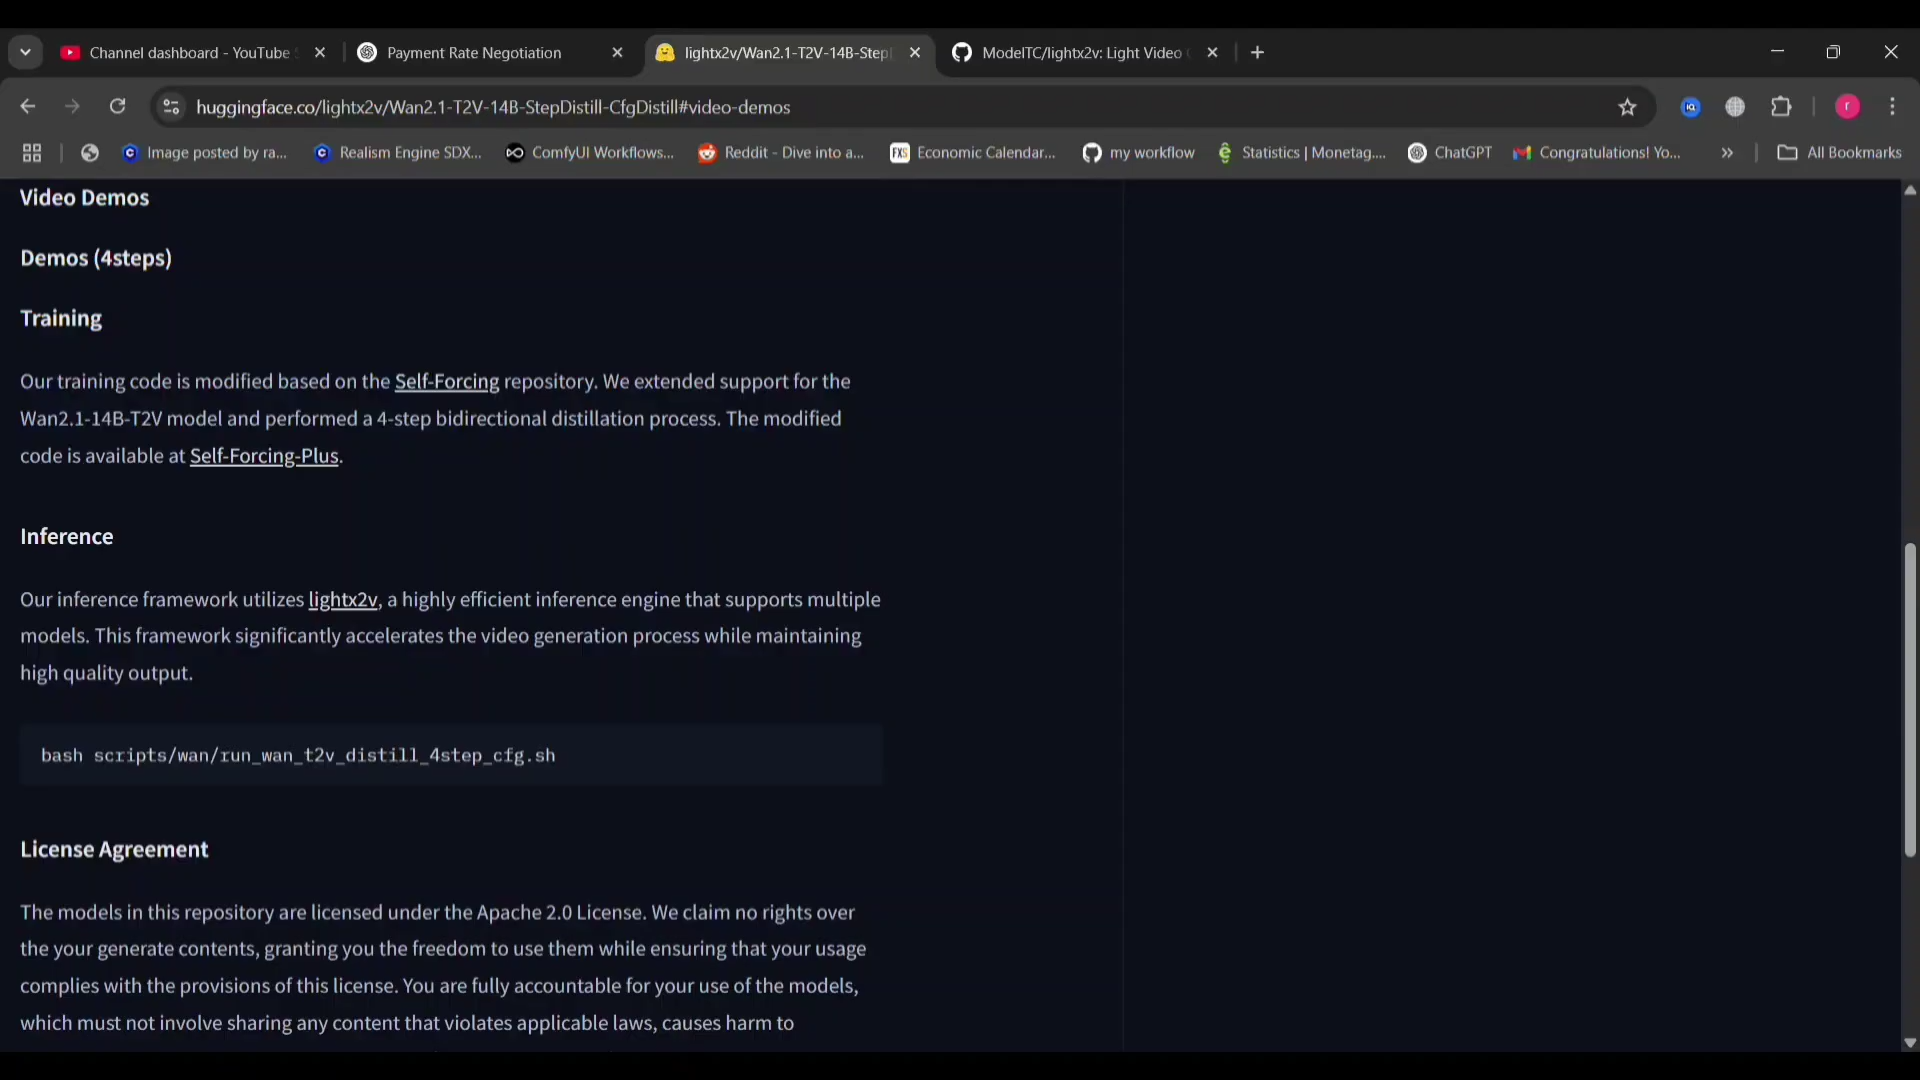 Channel dashboard - YouTube
Payment Rate Negotiation
lightx2v/Wan2.1-T2V-14B-Step
ModelTC/lightx2v: Light Video
huggingface.co/lightx2v/Wan2.1-T2V-14B-StepDistill-CfgDistill#video-demos
Image posted by ra...
Realism Engine SDX...
ComfyUI Workflows...
Reddit - Dive into a...
Economic Calendar...
my workflow
Statistics | Monetag....
ChatGPT
Congratulations! Yo...
All Bookmarks
Video Demos
Demos (4steps)
Training
Our training code is modified based on the Self-Forcing repository. We extended support for the
Wan2.1-14B-T2V model and performed a 4-step bidirectional distillation process. The modified
code is available at Self-Forcing-Plus.
Inference
Our inference framework utilizes lightx2v, a highly efficient inference engine that supports multiple
models. This framework significantly accelerates the video generation process while maintaining
high quality output.
bash scripts/wan/run_wan_t2v_distill_4step_cfg.sh
License Agreement
The models in this repository are licensed under the Apache 2.0 License. We claim no rights over
the your generate contents, granting you the freedom to use them while ensuring that your usage
complies with the provisions of this license. You are fully accountable for your use of the models,
which must not involve sharing any content that violates applicable laws, causes harm to